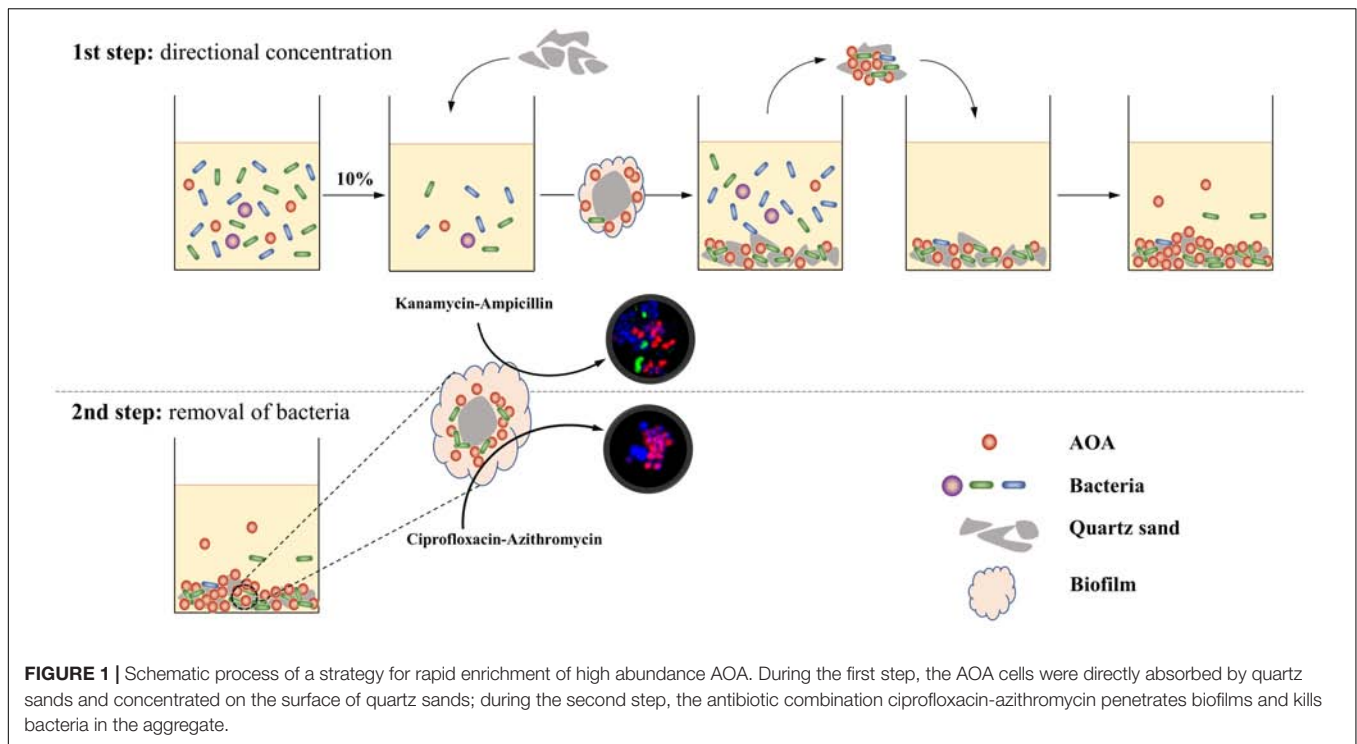 1st step: directional concentration
10%
Kanamycin-Ampicillin
2nd step: removal of bacteria
Ciprofloxacin-Azithromycin
AOA
Bacteria
Quartz sand
Biofilm
FIGURE 1 | Schematic process of a strategy for rapid enrichment of high abundance AOA. During the first step, the AOA cells were directly absorbed by quartz
sands and concentrated on the surface of quartz sands; during the second step, the antibiotic combination ciprofloxacin-azithromycin penetrates biofilms and kills
bacteria in the aggregate.